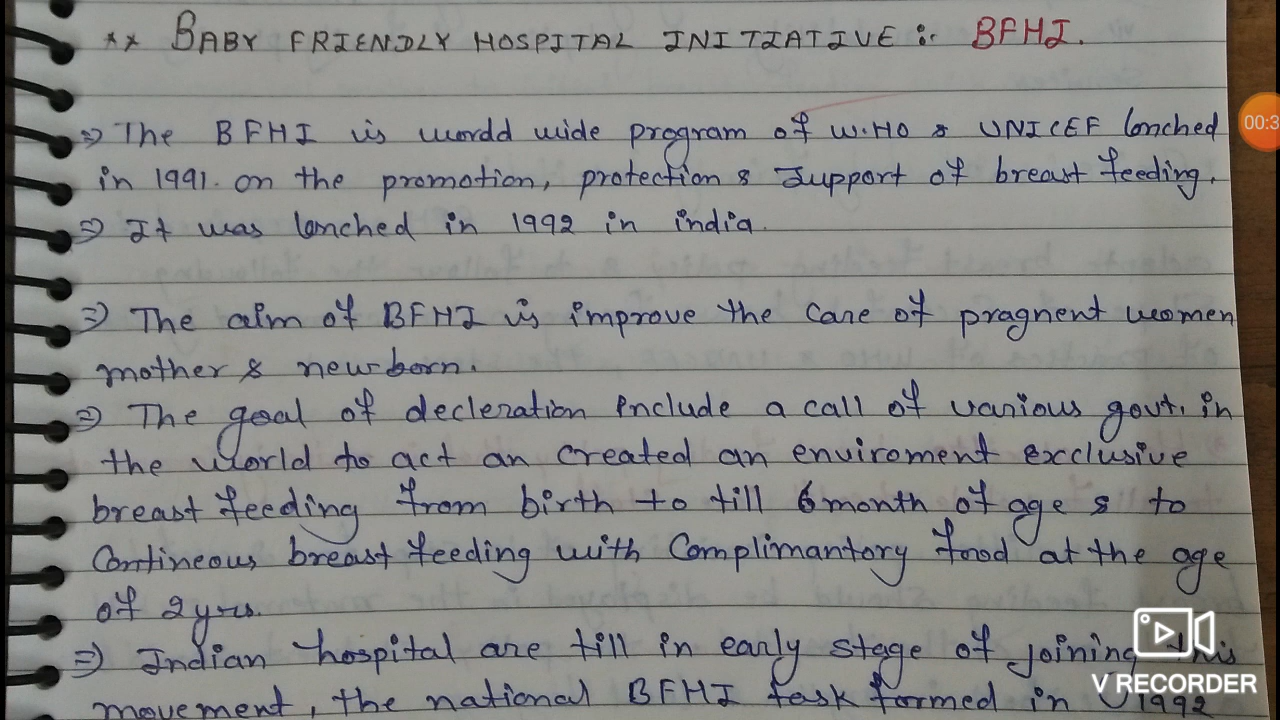 ** BABY FRIENDLY HOSPITAL INITIATIVE :- BFHI.
⇒ The BFHI is wordd wide program of W.HO & UNICEF lonched
in 1991. on the promotion, protection & Support of breast feeding.
⇒ It was lonched in 1992 in india.
⇒ The aim of BFHI is improve the care of pragnent women
mother & new-born.
⇒ The goal of decleration include a call of various govt. in
the world to act an created an enviroment exclusive
breast feeding from birth to till 6 month of age & to
Contineous breast feeding with Complimantory food at the age
of 2 yrs.
⇒ Indian hospital are till in early stage of joining this
movement, the national BFHI task formed in 1992
00:3
V RECORDER